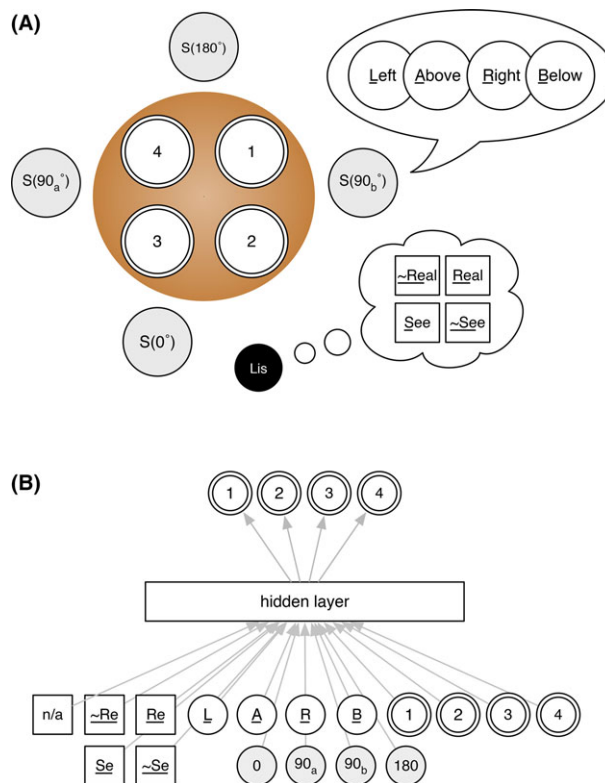 (A)
S(180°)
Left Above Right Below
4 1
S(90a°) S(90b°)
3 2
~Real Real
See ~See
S(0°)
Lis
(B)
1 2 3 4
hidden layer
n/a ~Re Re L A R B 1 2 3 4
Se ~Se 0 90a 90b 180